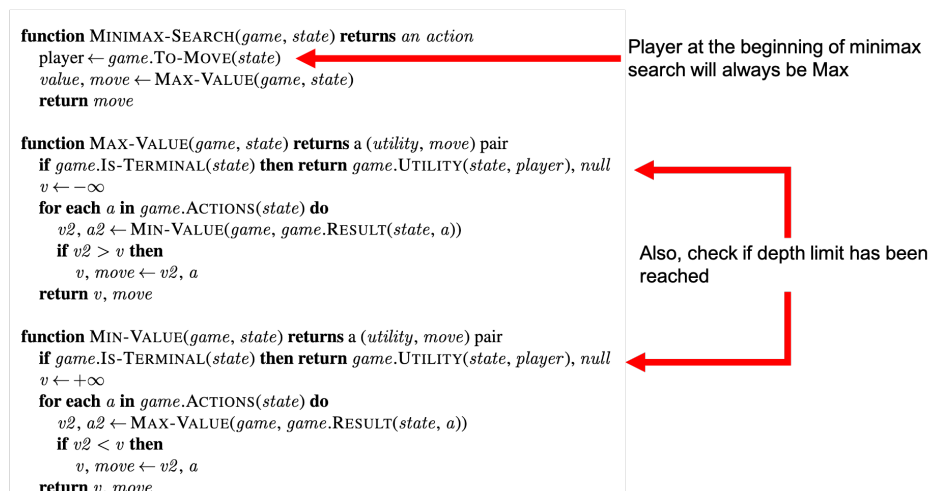 function MINIMAX-SEARCH(game, state) returns an action
player ← game.TO-MOVE(state)
value, move ← MAX-VALUE(game, state)
return move
Player at the beginning of minimax
search will always be Max
function MAX-VALUE(game, state) returns a (utility, move) pair
if game.IS-TERMINAL(state) then return game.UTILITY(state, player), null
v ← −∞
for each a in game.ACTIONS(state) do
v2, a2 ← MIN-VALUE(game, game.RESULT(state, a))
if v2 > v then
v, move ← v2, a
return v, move
Also, check if depth limit has been
reached
function MIN-VALUE(game, state) returns a (utility, move) pair
if game.IS-TERMINAL(state) then return game.UTILITY(state, player), null
v ← +∞
for each a in game.ACTIONS(state) do
v2, a2 ← MAX-VALUE(game, game.RESULT(state, a))
if v2 < v then
v, move ← v2, a
return v, move